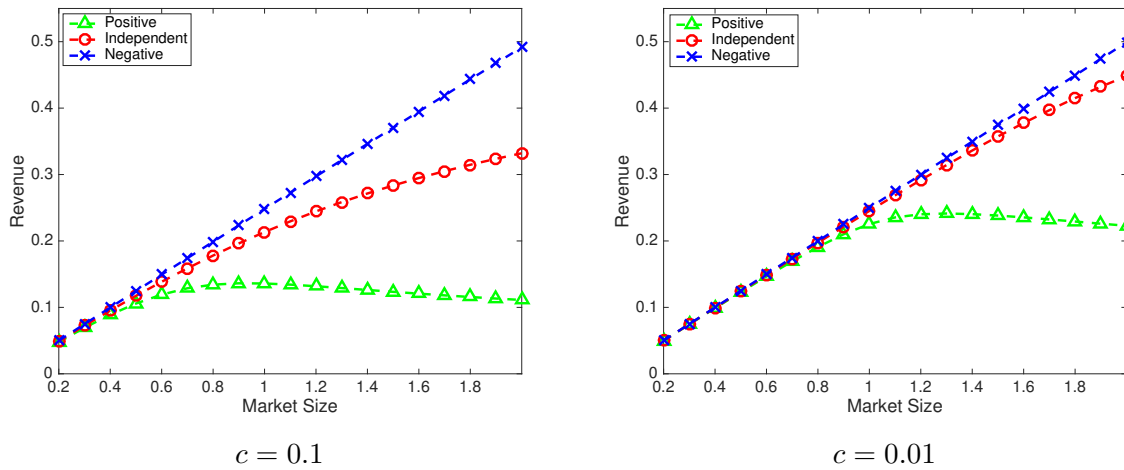 Positive
Independent
Negative
0.5
0.4
0.3
0.2
0.1
0
Revenue
0.2 0.4 0.6 0.8 1 1.2 1.4 1.6 1.8
Market Size
c = 0.1
Positive
Independent
Negative
0.5
0.4
0.3
0.2
0.1
0
Revenue
0.2 0.4 0.6 0.8 1 1.2 1.4 1.6 1.8
Market Size
c = 0.01